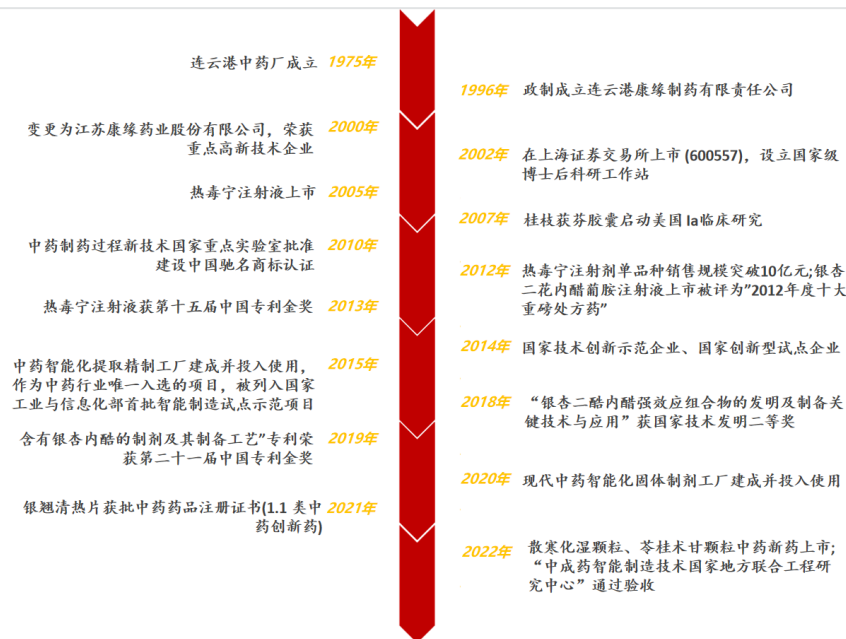 连云港中药厂成立 1975年
1996年 政制成立连云港康缘制药有限责任公司
变更为江苏康缘药业股份有限公司，荣获 2000年
重点高新技术企业
2002年 在上海证券交易所上市 (600557)，设立国家级
博士后科研工作站
热毒宁注射液上市 2005年
2007年 桂枝获芬胶囊启动美国 Ia临床研究
中药制药过程新技术国家重点实验室批准 2010年
建设中国驰名商标认证
2012年 热毒宁注射剂单品种销售规模突破10亿元;银杏
二花内醋葡胺注射液上市被评为"2012年度十大
重磅处方药"
热毒宁注射液获第十五届中国专利金奖 2013年
2014年 国家技术创新示范企业、国家创新型试点企业
中药智能化提取精制工厂建成并投入使用， 2015年
作为中药行业唯一入选的项目，被列入国家
工业与信息化部首批智能制造试点示范项目
2018年 “银杏二酷内醋强效应组合物的发明及制备关
键技术与应用”获国家技术发明二等奖
含有银杏内酷的制剂及其制备工艺”专利荣 2019年
获第二十一届中国专利金奖
2020年 现代中药智能化固体制剂工厂建成并投入使用
银翘清热片获批中药药品注册证书(1.1 类中 2021年
药创新药)
2022年 散寒化湿颗粒、苓桂术甘颗粒中药新药上市;
“中成药智能制造技术国家地方联合工程研
究中心”通过验收